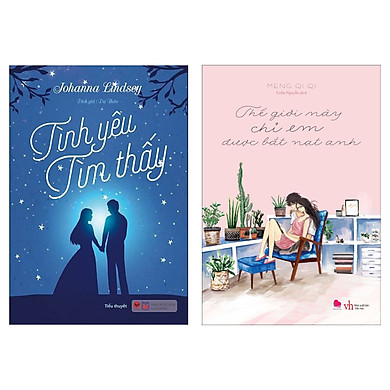 Johanna Lindsey
Tình yêu
Tìm thấy
Tiểu thuyết
MENG QI QI
Thế giới này
chỉ em
được bắt nạt anh
vh